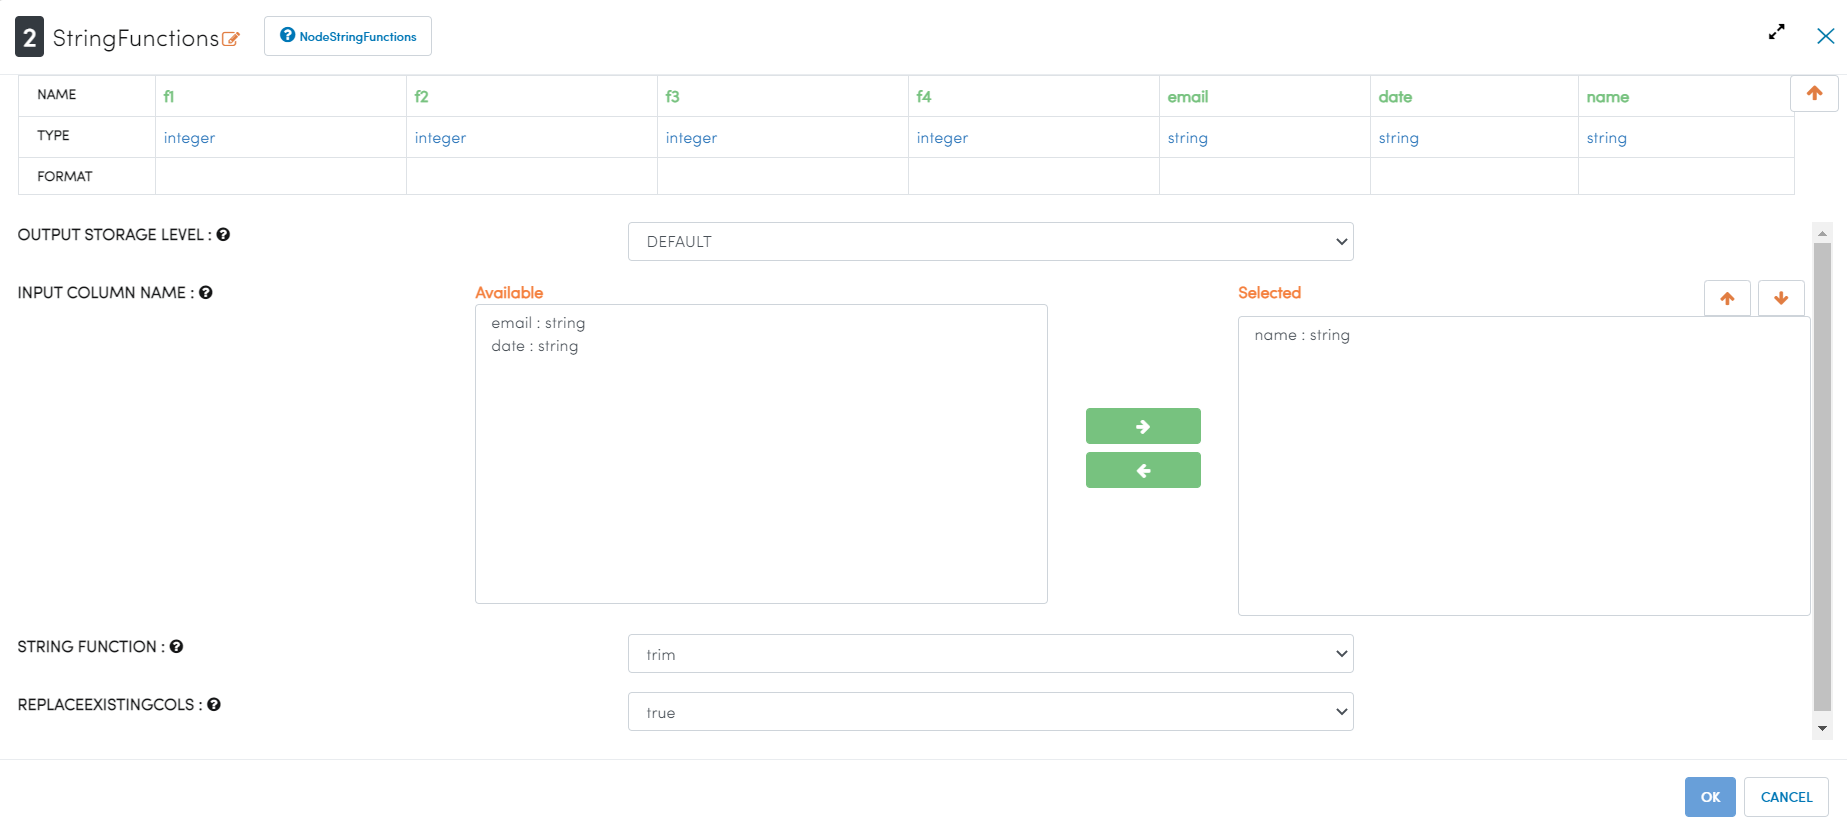 2 StringFunctions NodeStringFunctions
NAME f1 f2 f3 f4 email date name
TYPE integer integer integer integer string string string
FORMAT
OUTPUT STORAGE LEVEL : DEFAULT
INPUT COLUMN NAME : Available Selected
email : string
date : string
name : string
STRING FUNCTION : trim
REPLACEEXISTINGCOLS : true
OK CANCEL